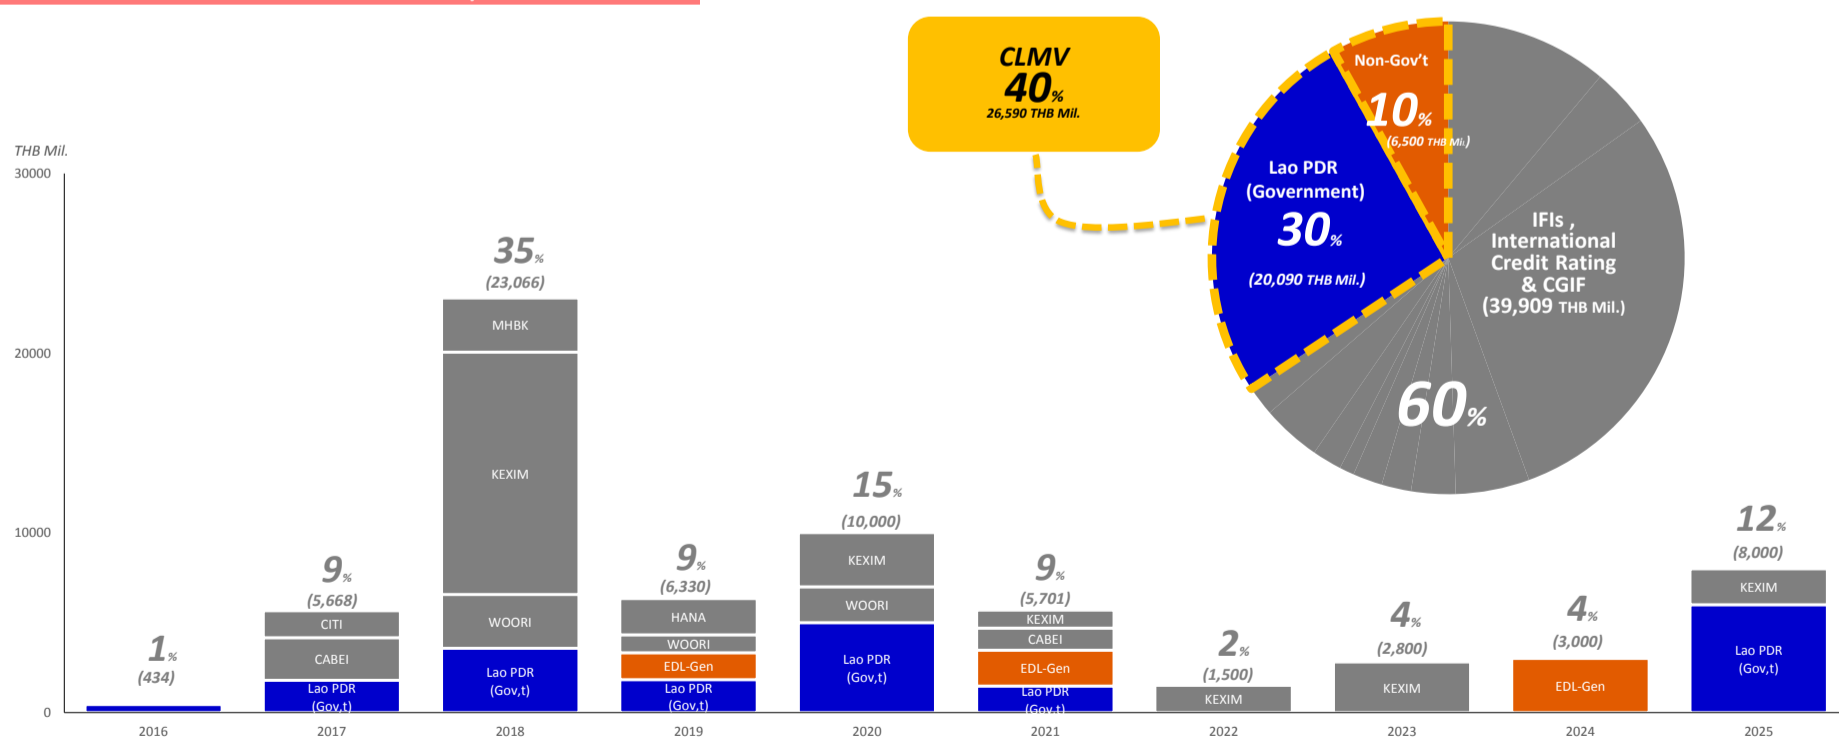 CLMV
40%
26,590 THB Mil.
Non-Gov't
10%
(6,500 THB Mil.)
Lao PDR
(Government)
30%
(20,090 THB Mil.)
IFIs ,
International
Credit Rating
& CGIF
(39,909 THB Mil.)
60%
THB Mil.
30000
20000
10000
0
1%
(434)
2016
9%
(5,668)
CITI
CABEI
Lao PDR
(Gov,t)
2017
35%
(23,066)
MHBK
KEXIM
WOORI
Lao PDR
(Gov,t)
2018
9%
(6,330)
HANA
WOORI
EDL-Gen
Lao PDR
(Gov,t)
2019
15%
(10,000)
KEXIM
WOORI
Lao PDR
(Gov,t)
2020
9%
(5,701)
KEXIM
CABEI
EDL-Gen
Lao PDR
(Gov,t)
2021
2%
(1,500)
KEXIM
2022
4%
(2,800)
KEXIM
2023
4%
(3,000)
EDL-Gen
2024
12%
(8,000)
KEXIM
Lao PDR
(Gov,t)
2025